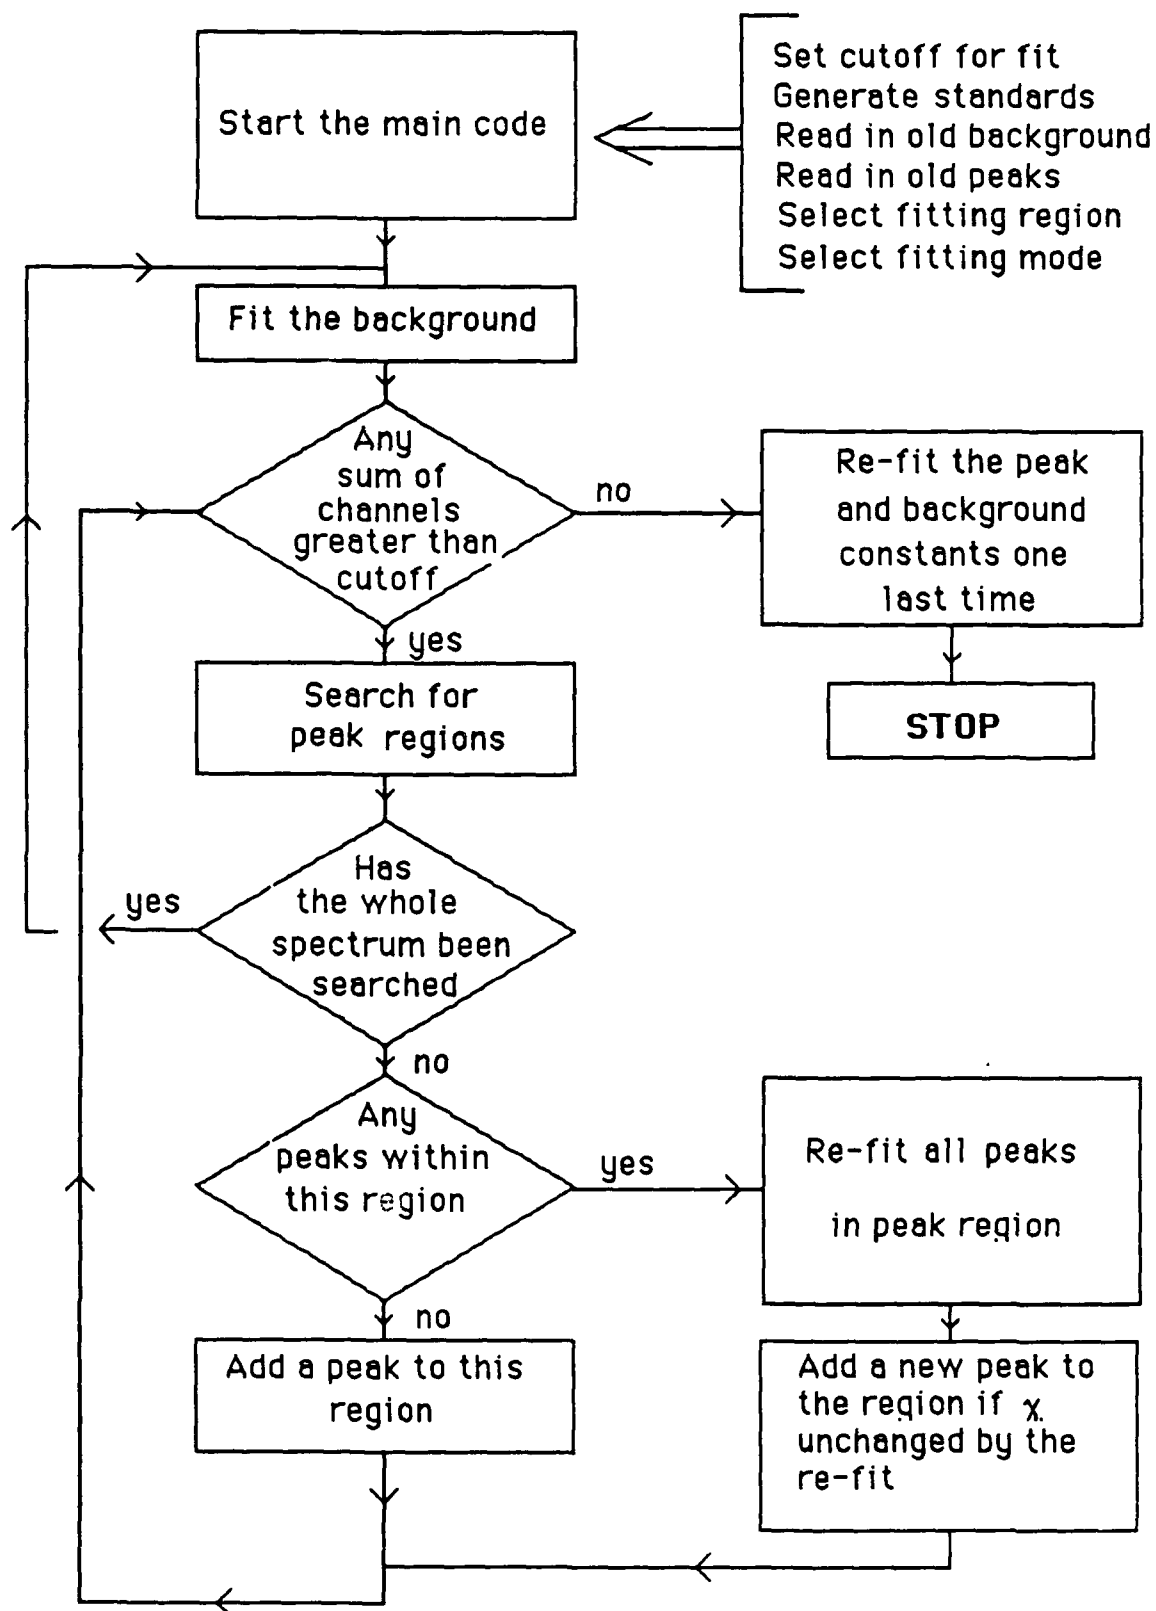 Start the main code
Set cutoff for fit
Generate standards
Read in old background
Read in old peaks
Select fitting region
Select fitting mode
Fit the background
Any
sum of
channels
greater than
cutoff
no
Re-fit the peak
and background
constants one
last time
yes
STOP
Search for
peak regions
Has
the whole
spectrum been
searched
yes
no
Any
peaks within
this region
yes
Re-fit all peaks
in peak region
no
Add a peak to this
region
Add a new peak to
the region if χ
unchanged by the
re-fit